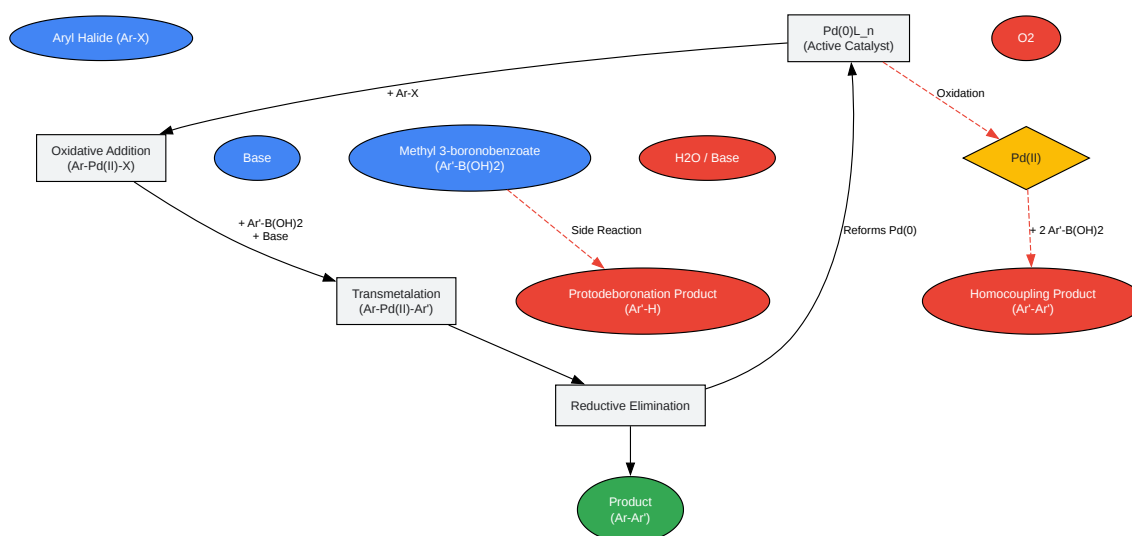 Aryl Halide (Ar-X)
Pd(0)L_n
(Active Catalyst)
O2
+ Ar-X
Oxidation
Oxidative Addition
(Ar-Pd(II)-X)
Base
Methyl 3-boronobenzoate
(Ar'-B(OH)2)
H2O / Base
Pd(II)
+ Ar'-B(OH)2
+ Base
Side Reaction
Reforms Pd(0)
+ 2 Ar'-B(OH)2
Transmetalation
(Ar-Pd(II)-Ar')
Protodeboronation Product
(Ar'-H)
Homocoupling Product
(Ar'-Ar')
Reductive Elimination
Product
(Ar-Ar')